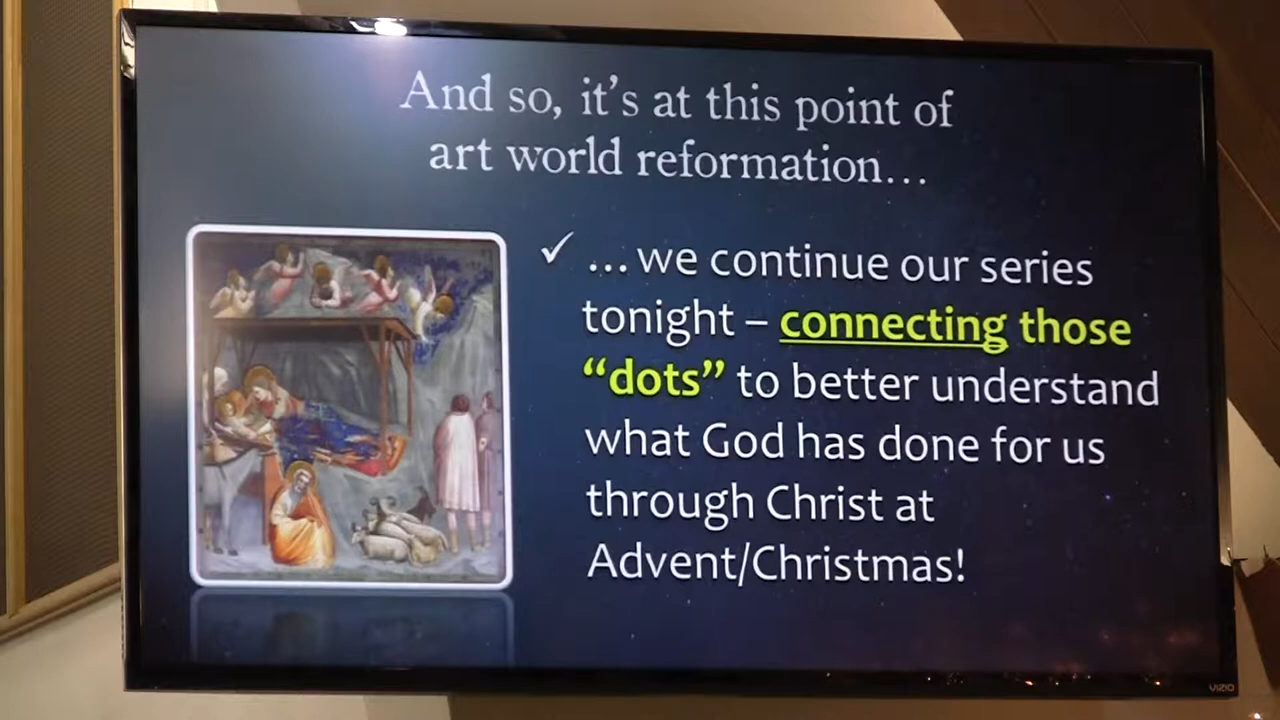 And so, it's at this point of
art world reformation…
✓ … we continue our series
tonight – connecting those
“dots” to better understand
what God has done for us
through Christ at
Advent/Christmas!
VIZIO